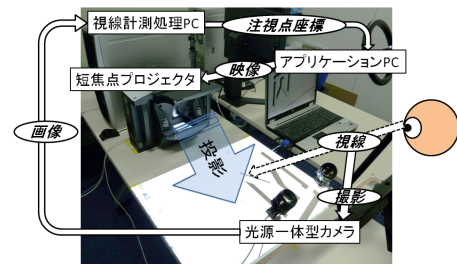 視線計測処理PC
注視点座標
アプリケーションPC
映像
短焦点プロジェクタ
画像
投影
視線
撮影
光源一体型カメラ